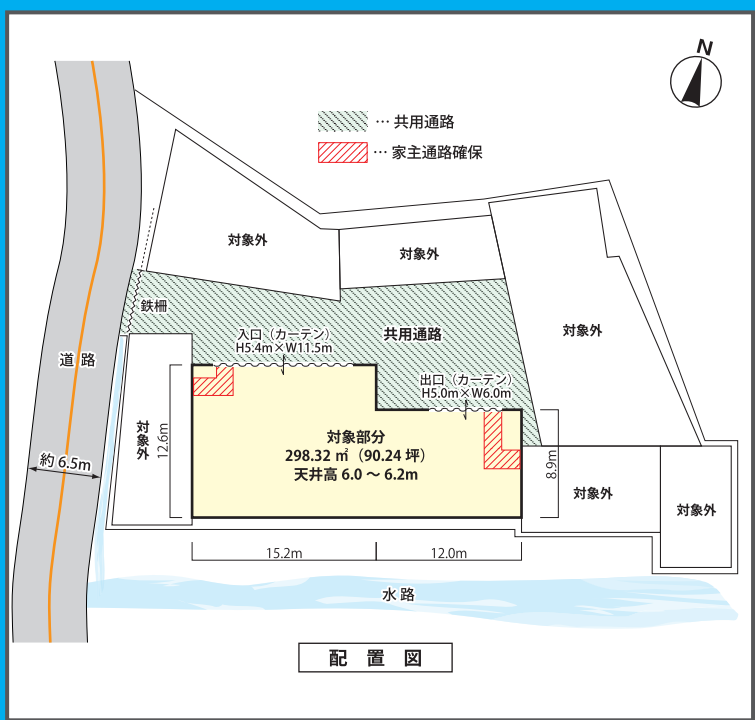 N
… 共用通路
… 家主通路確保
対象外
対象外
鉄柵
入口（カーテン）
H5.4m×W11.5m
共用通路
対象外
道 路
出口（カーテン）
H5.0m×W6.0m
対象外
12.6m
対象部分
298.32 ㎡（90.24 坪）
天井高 6.0 ～ 6.2m
約 6.5m
8.9m
対象外
対象外
15.2m
12.0m
水 路
配 置 図